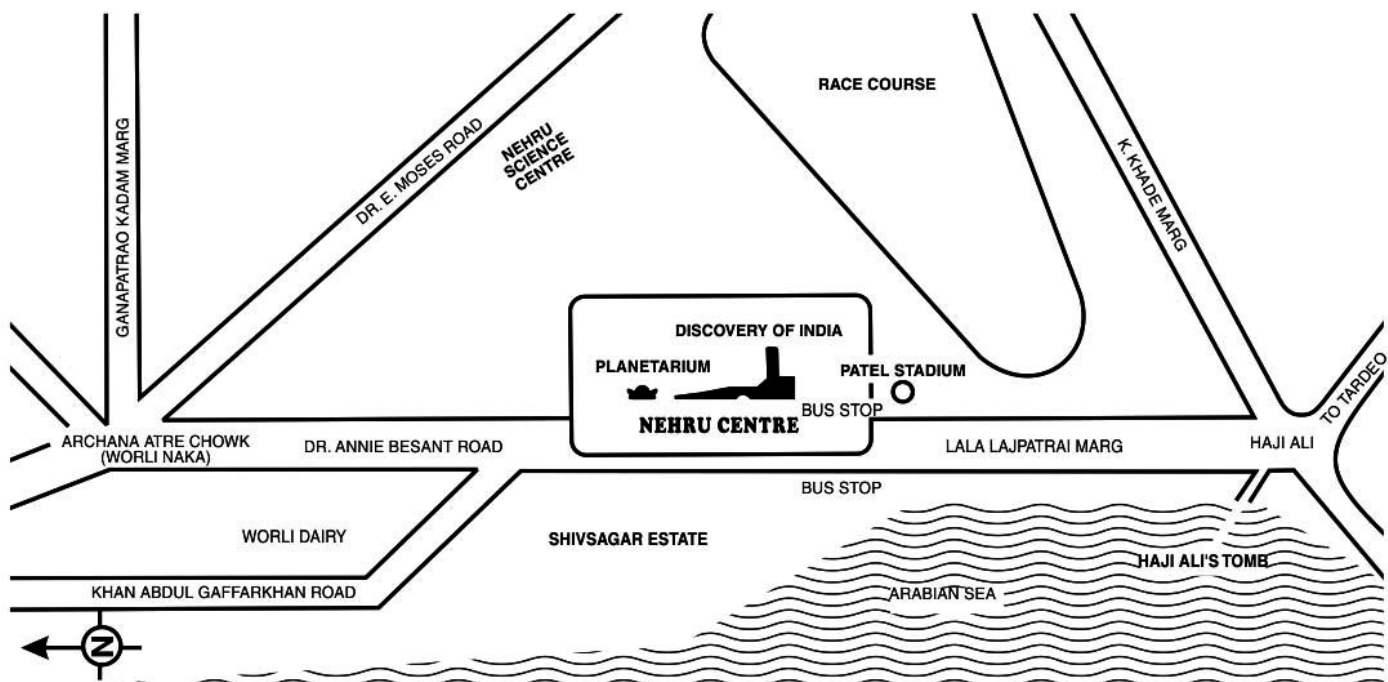 RACE COURSE
GANAPATRAO KADAM MARG
DR. E. MOSES ROAD
NEHRU
SCIENCE
CENTRE
K. KHADE MARG
DISCOVERY OF INDIA
PLANETARIUM
PATEL STADIUM
BUS STOP
NEHRU CENTRE
TO TARDEO
ARCHANA ATRE CHOWK
(WORLI NAKA)
DR. ANNIE BESANT ROAD
LALA LAJPATRAI MARG
HAJI ALI
BUS STOP
WORLI DAIRY
SHIVSAGAR ESTATE
HAJI ALI'S TOMB
KHAN ABDUL GAFFARKHAN ROAD
ARABIAN SEA
N